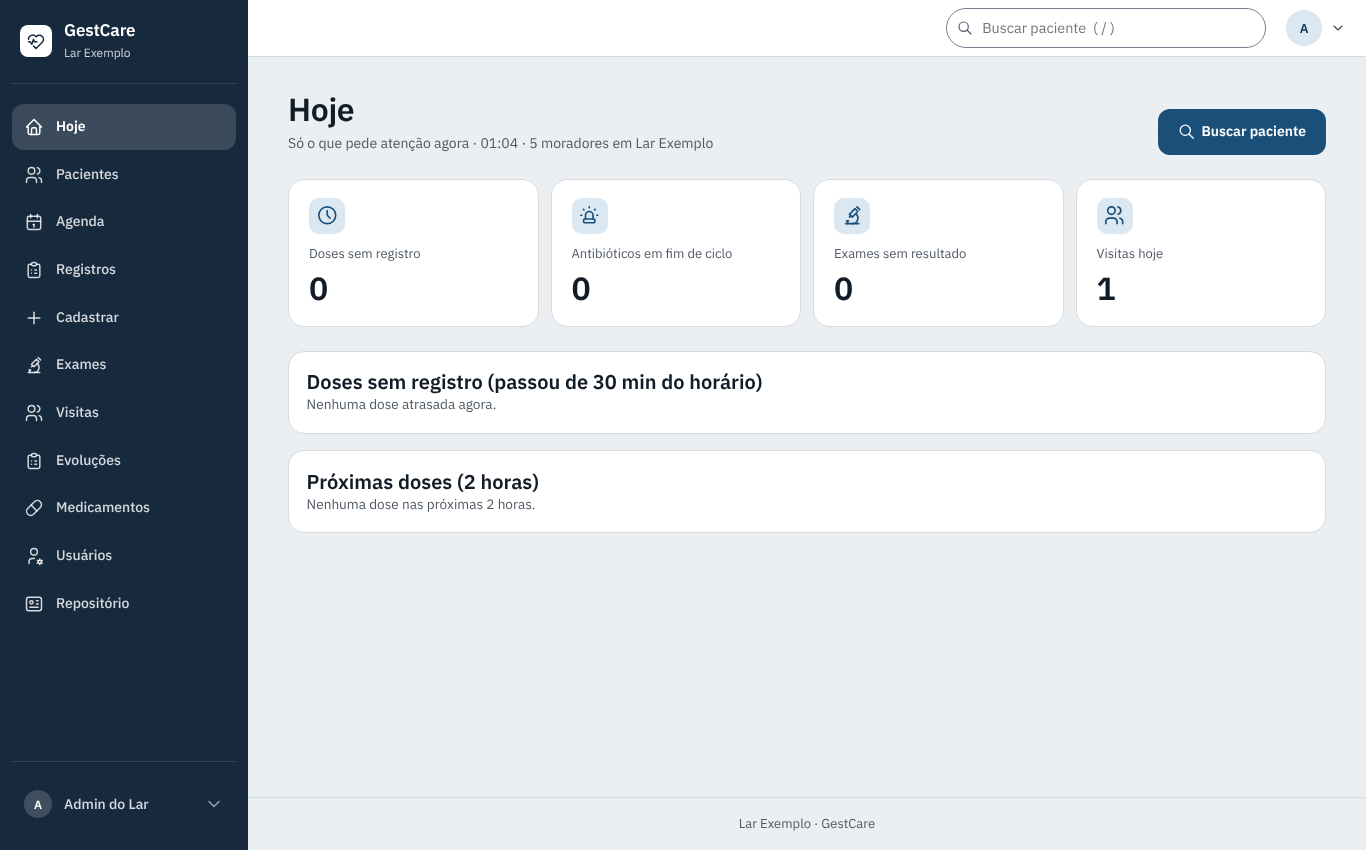 GestCare
Lar Exemplo
Hoje
Pacientes
Agenda
Registros
Cadastrar
Exames
Visitas
Evoluções
Medicamentos
Usuários
Repositório
A
Admin do Lar
Buscar paciente ( / )
A
Hoje
Só o que pede atenção agora · 01:04 · 5 moradores em Lar Exemplo
Buscar paciente
Doses sem registro
0
Antibióticos em fim de ciclo
0
Exames sem resultado
0
Visitas hoje
1
Doses sem registro (passou de 30 min do horário)
Nenhuma dose atrasada agora.
Próximas doses (2 horas)
Nenhuma dose nas próximas 2 horas.
Lar Exemplo · GestCare